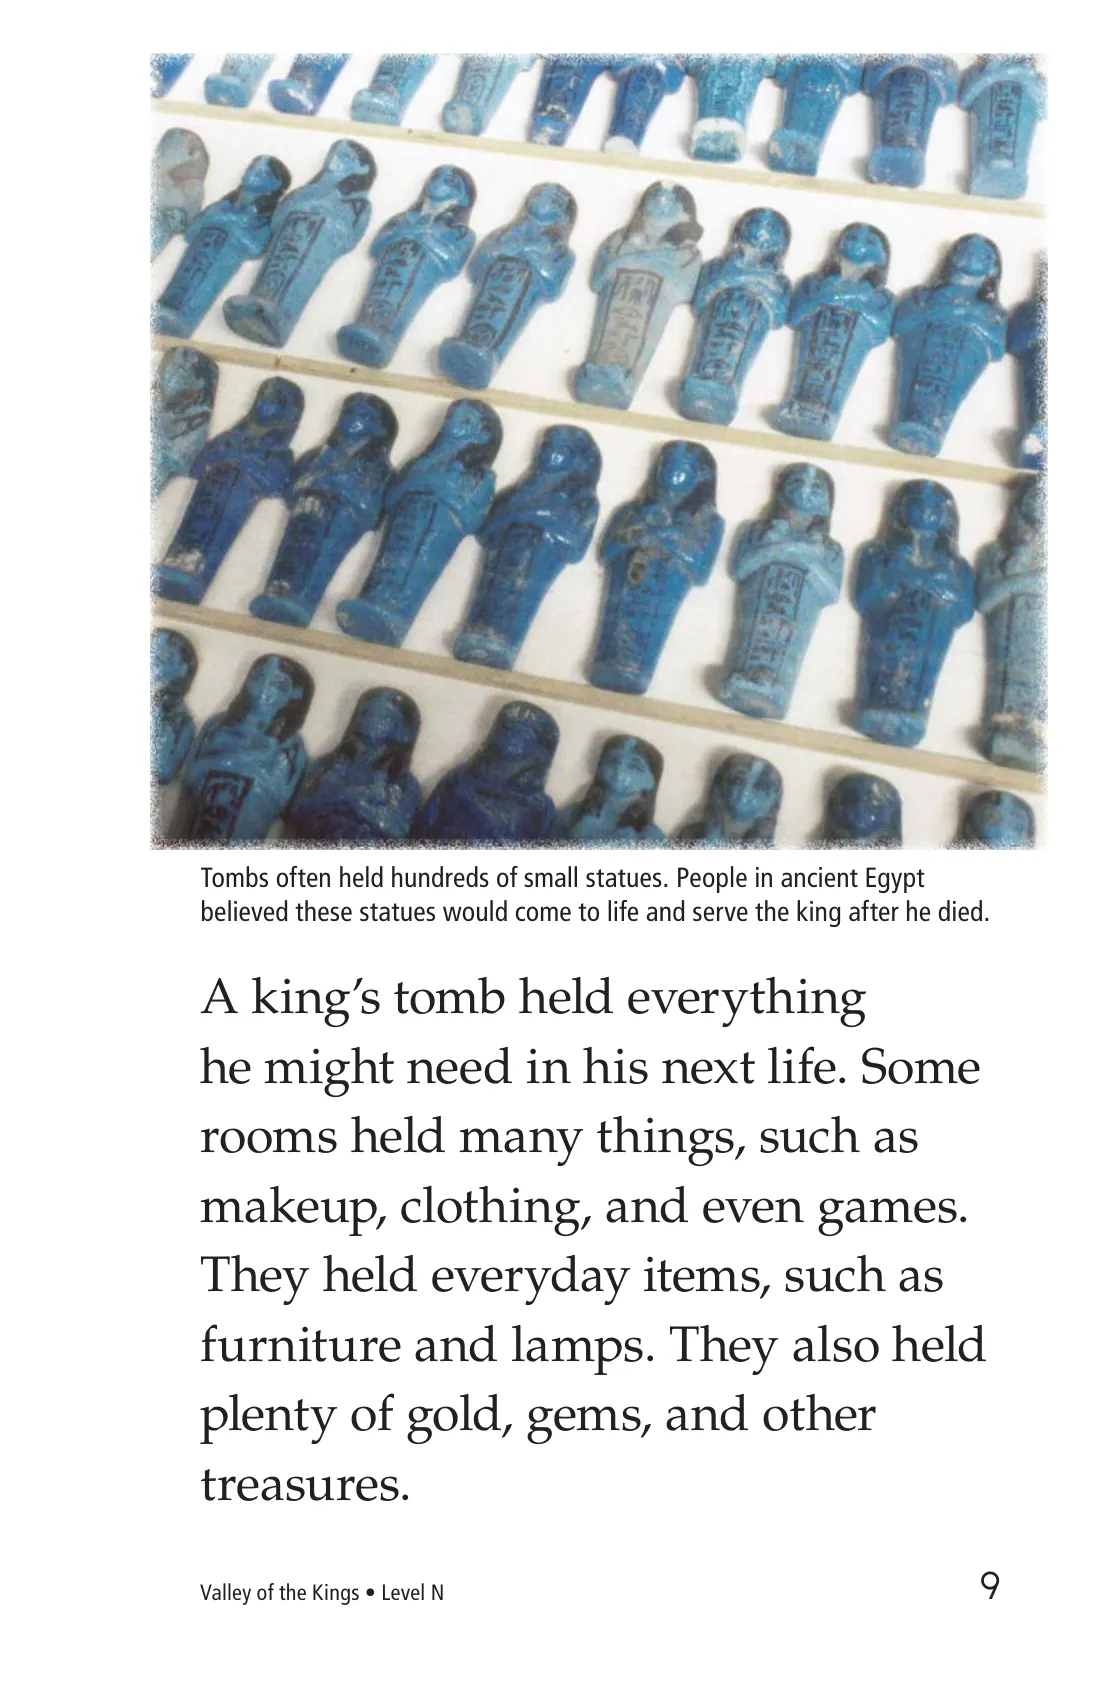 Tombs often held hundreds of small statues. People in ancient Egypt
believed these statues would come to life and serve the king after he died.
A king’s tomb held everything
he might need in his next life. Some
rooms held many things, such as
makeup, clothing, and even games.
They held everyday items, such as
furniture and lamps. They also held
plenty of gold, gems, and other
treasures.
Valley of the Kings • Level N
9